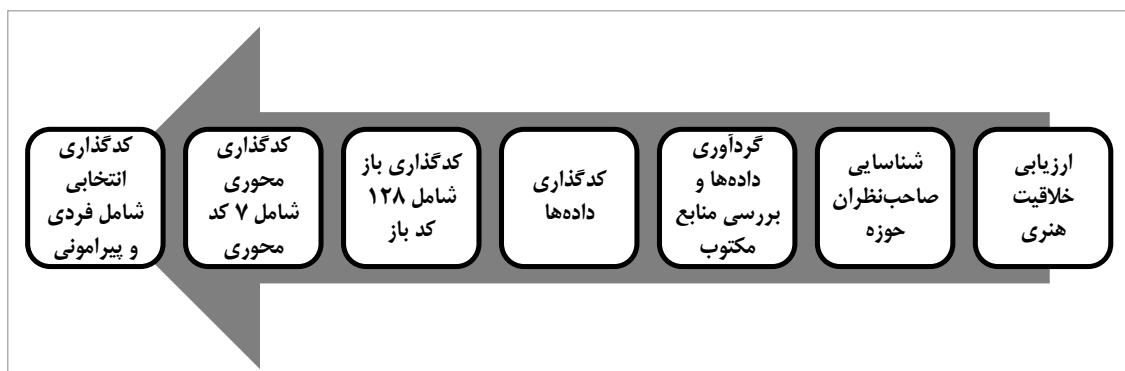 ارزیابی
خلاقیت
هنری
شناسایی
صاحب‌نظران
حوزه
گردآوری
داده‌ها و
بررسی منابع
مکتوب
کدگذاری
داده‌ها
کدگذاری باز
شامل ۱۲۸
کد باز
کدگذاری
محوری
شامل ۷ کد
محوری
کدگذاری
انتخابی
شامل فردی
و پیرامونی